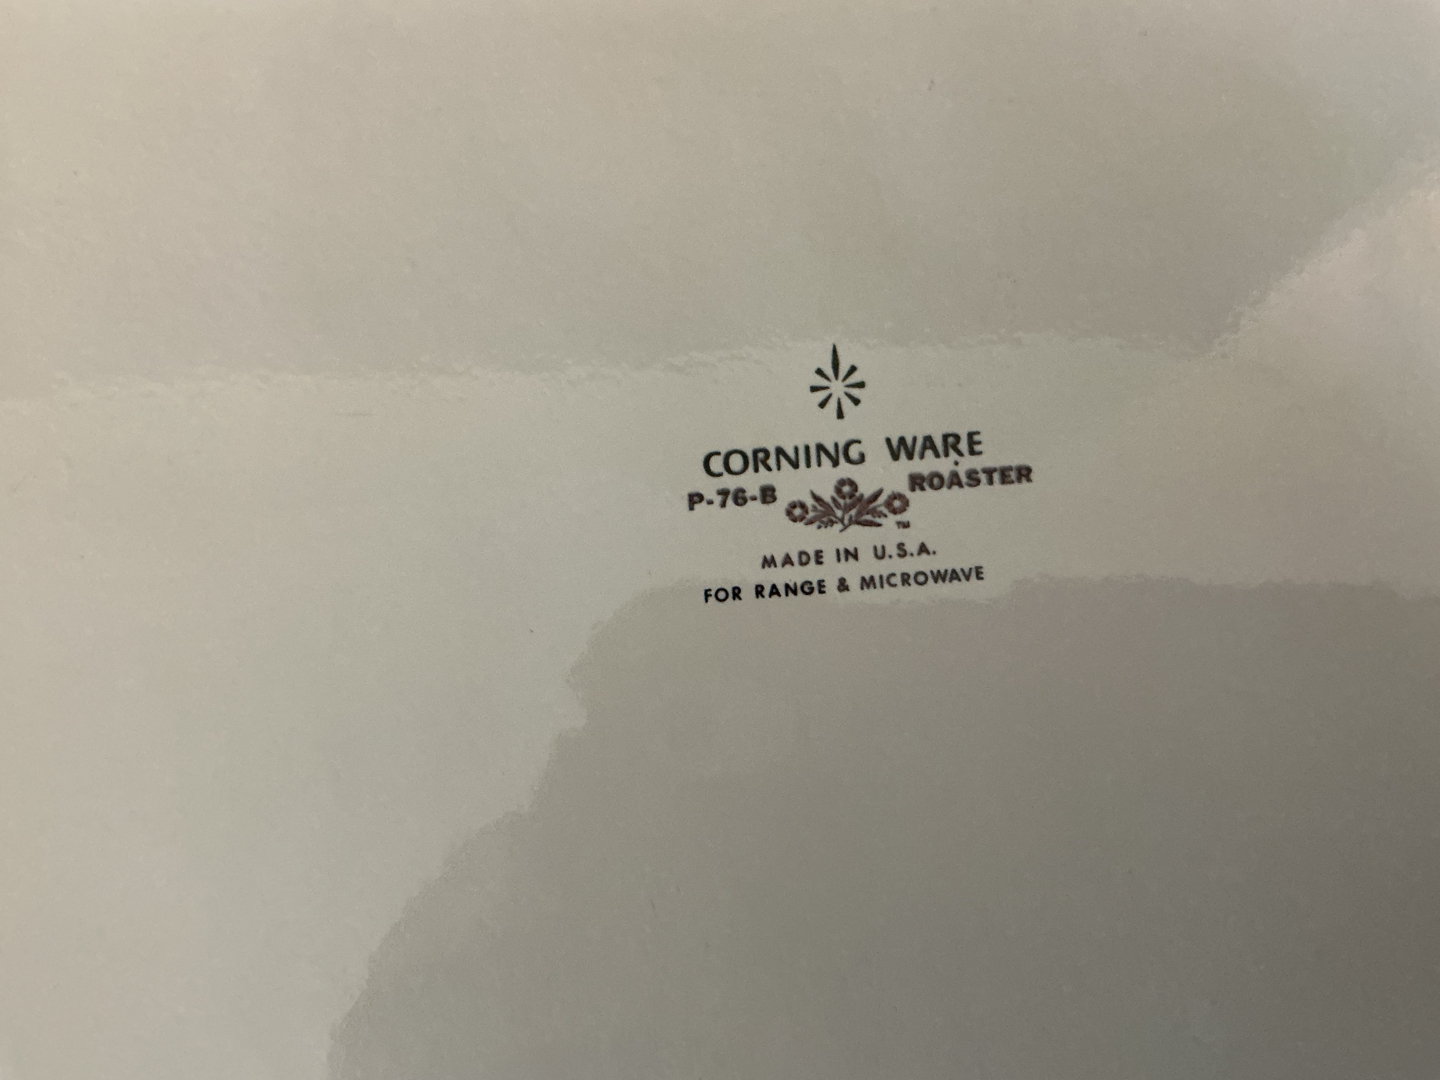 CORNING WARE
P-76-B ROASTER
TM
MADE IN U.S.A.
FOR RANGE & MICROWAVE